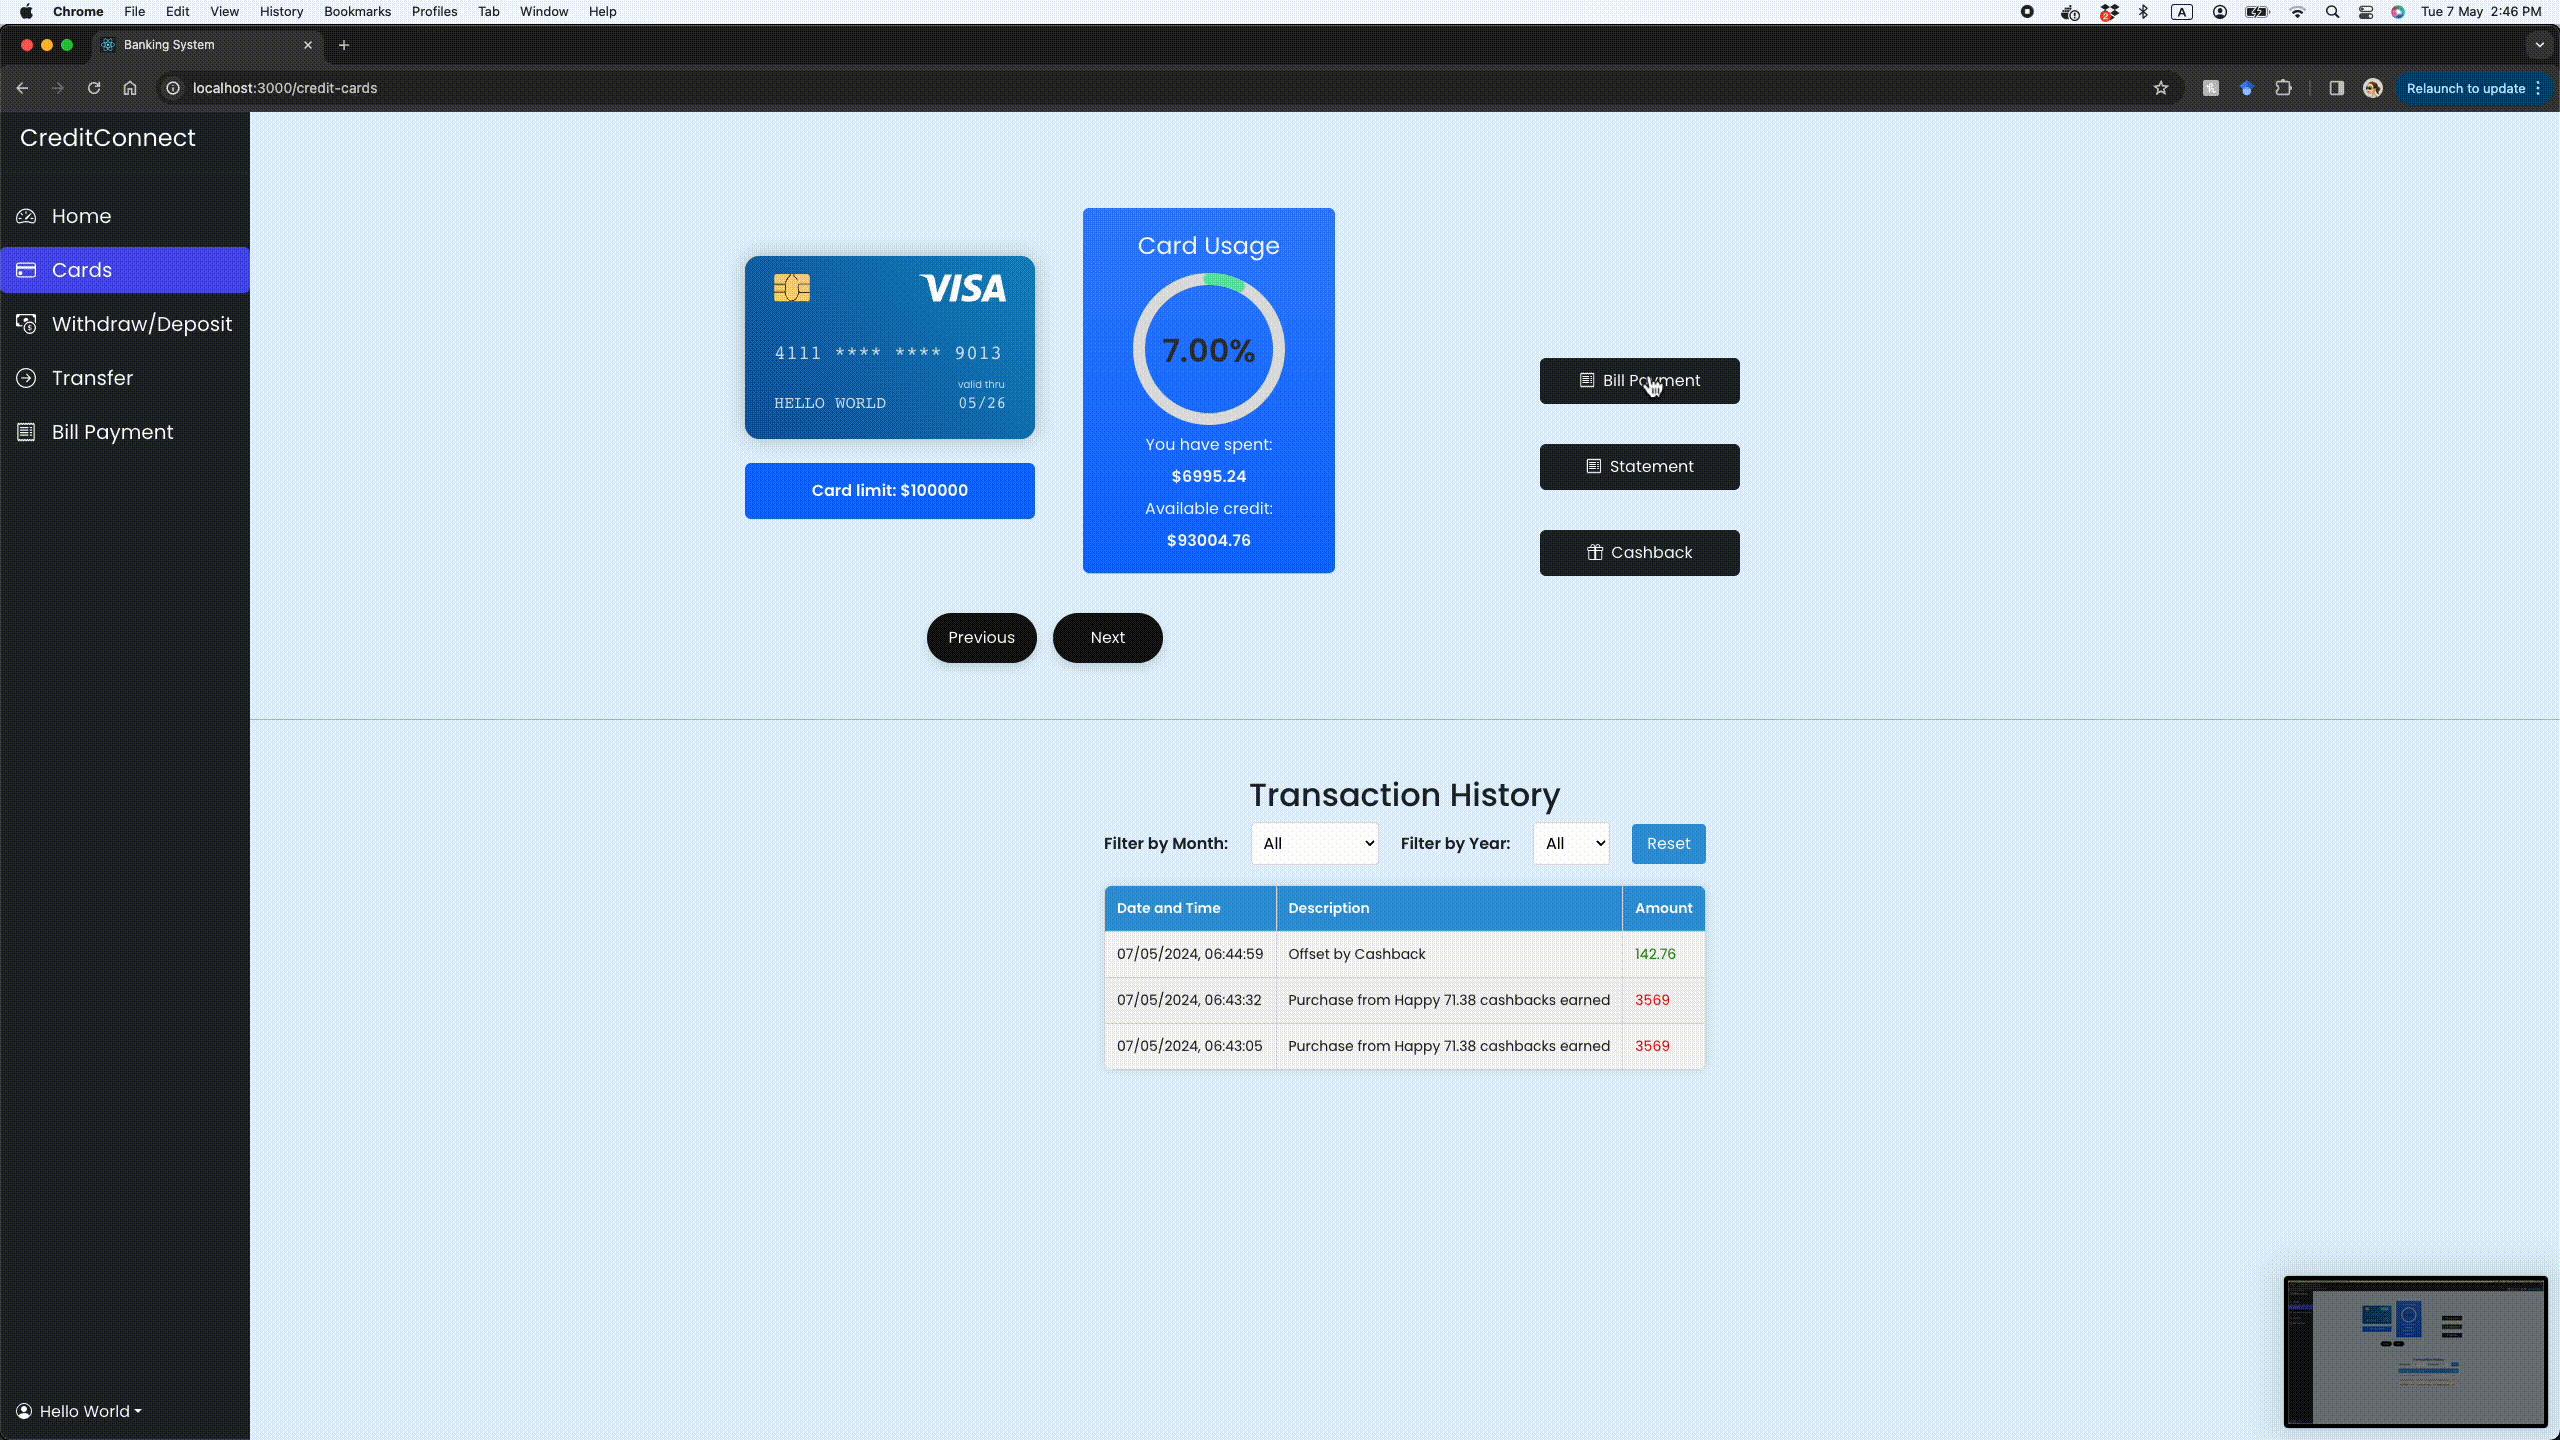 Chrome File Edit View History Bookmarks Profiles Tab Window Help
A
2
Tue 7 May 2:46 PM
Banking System
localhost:3000/credit-cards
Relaunch to update
CreditConnect
Home
Cards
Withdraw/Deposit
Transfer
Bill Payment
VISA
4111 **** **** 9013
valid thru
HELLO WORLD 05/26
Card limit: $100000
Card Usage
7.00%
You have spent:
$6995.24
Available credit:
$93004.76
Bill Payment
Statement
Cashback
Previous
Next
Transaction History
Filter by Month: All Filter by Year: All Reset
Date and Time Description Amount
07/05/2024, 06:44:59 Offset by Cashback 142.76
07/05/2024, 06:43:32 Purchase from Happy 71.38 cashbacks earned 3569
07/05/2024, 06:43:05 Purchase from Happy 71.38 cashbacks earned 3569
Hello World